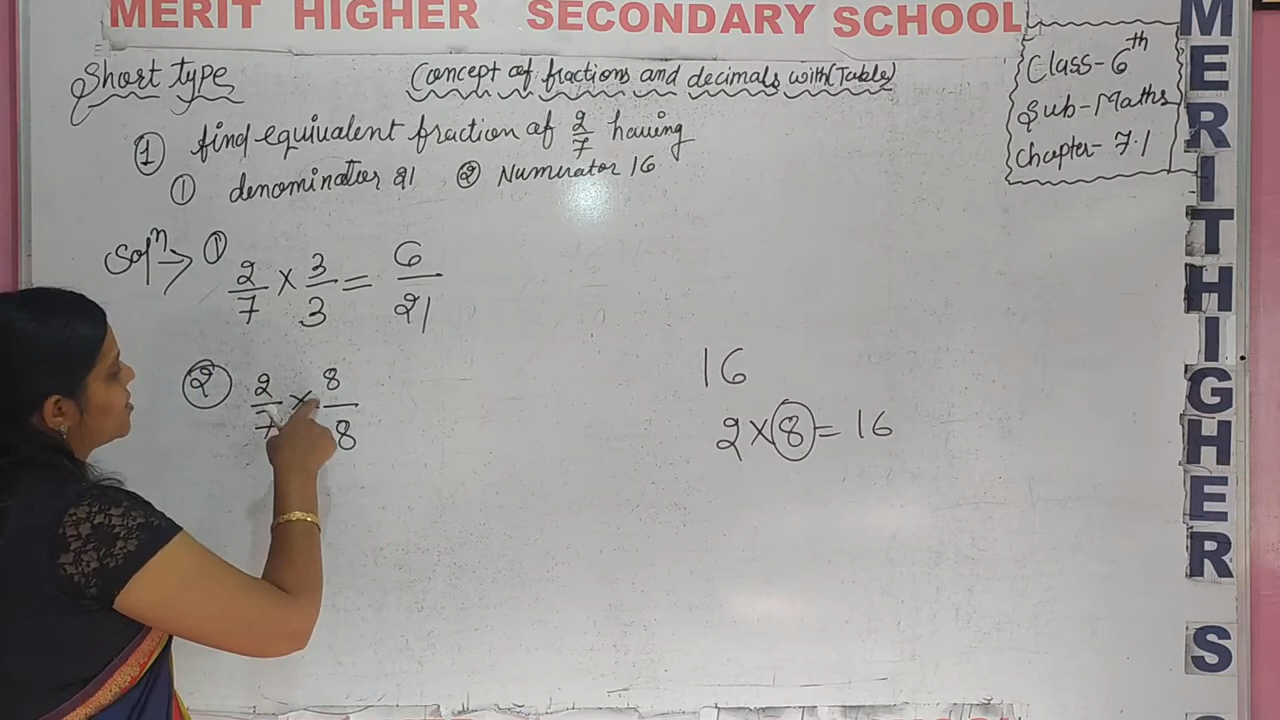 MERIT HIGHER SECONDARY SCHOOL
Short type
Concept of fractions and decimals with (Table)
Class-6th
Sub-Maths
Chapter-7.1
① find equivalent fraction of 2/7 having
① denominator 21 ② Numerator 16
Solⁿ → ① 2/7 × 3/3 = 6/21
② 2/7 × 8/8
16
2×8=16
MERIT HIGHER S